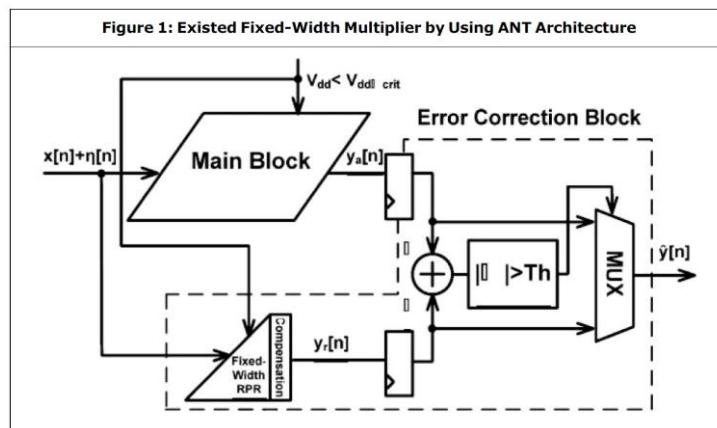 Figure 1: Existed Fixed-Width Multiplier by Using ANT Architecture
Vdd< Vdd▯ crit
Error Correction Block
x[n]+η[n]
Main Block
ya[n]
▯
|▯ |>Th
MUX
ŷ[n]
▯
Fixed-
Width
RPR
Compensation
yr[n]